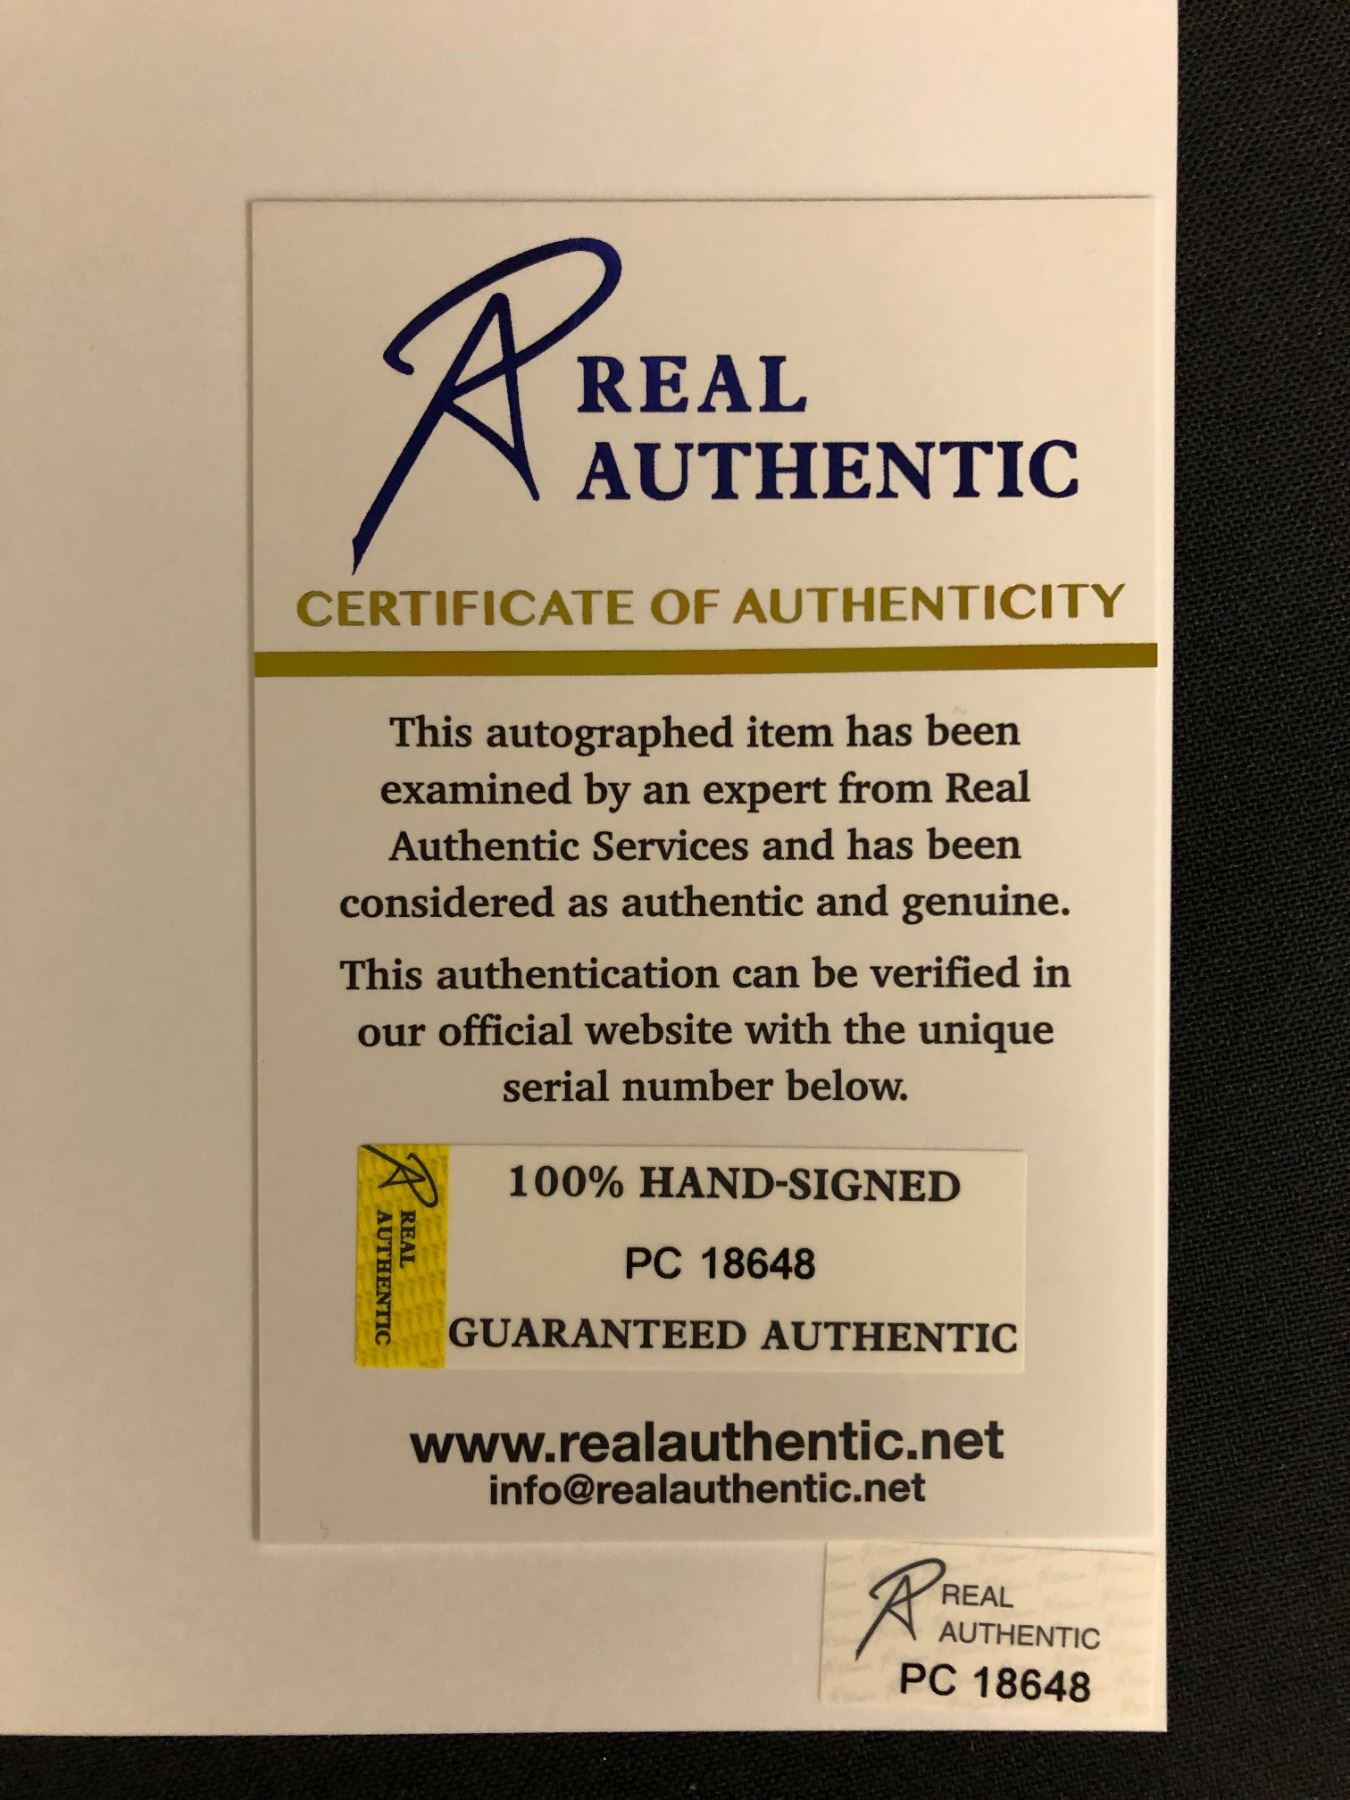 REAL
AUTHENTIC
CERTIFICATE OF AUTHENTICITY
This autographed item has been
examined by an expert from Real
Authentic Services and has been
considered as authentic and genuine.
This authentication can be verified in
our official website with the unique
serial number below.
REAL
AUTHENTIC
100% HAND-SIGNED
PC 18648
GUARANTEED AUTHENTIC
www.realauthentic.net
info@realauthentic.net
REAL
AUTHENTIC
PC 18648